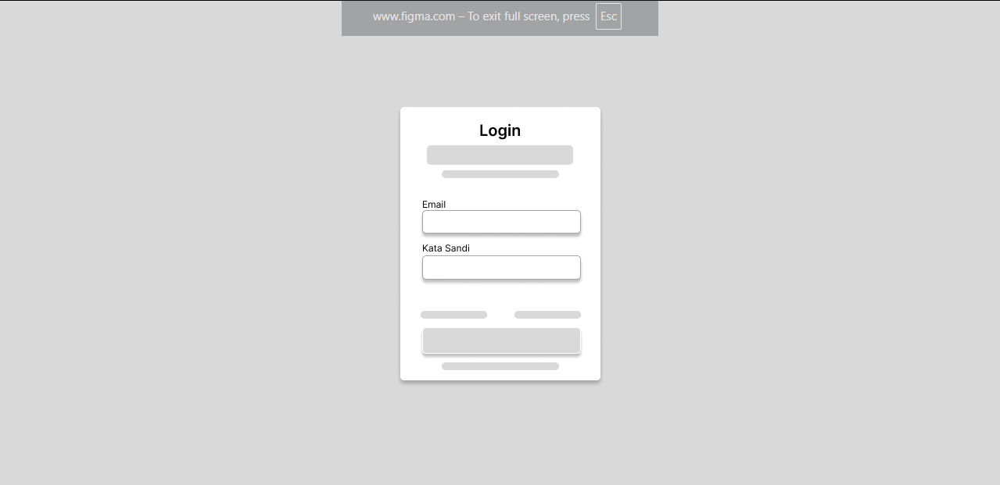 www.figma.com – To exit full screen, press Esc
Login
Email
Kata Sandi